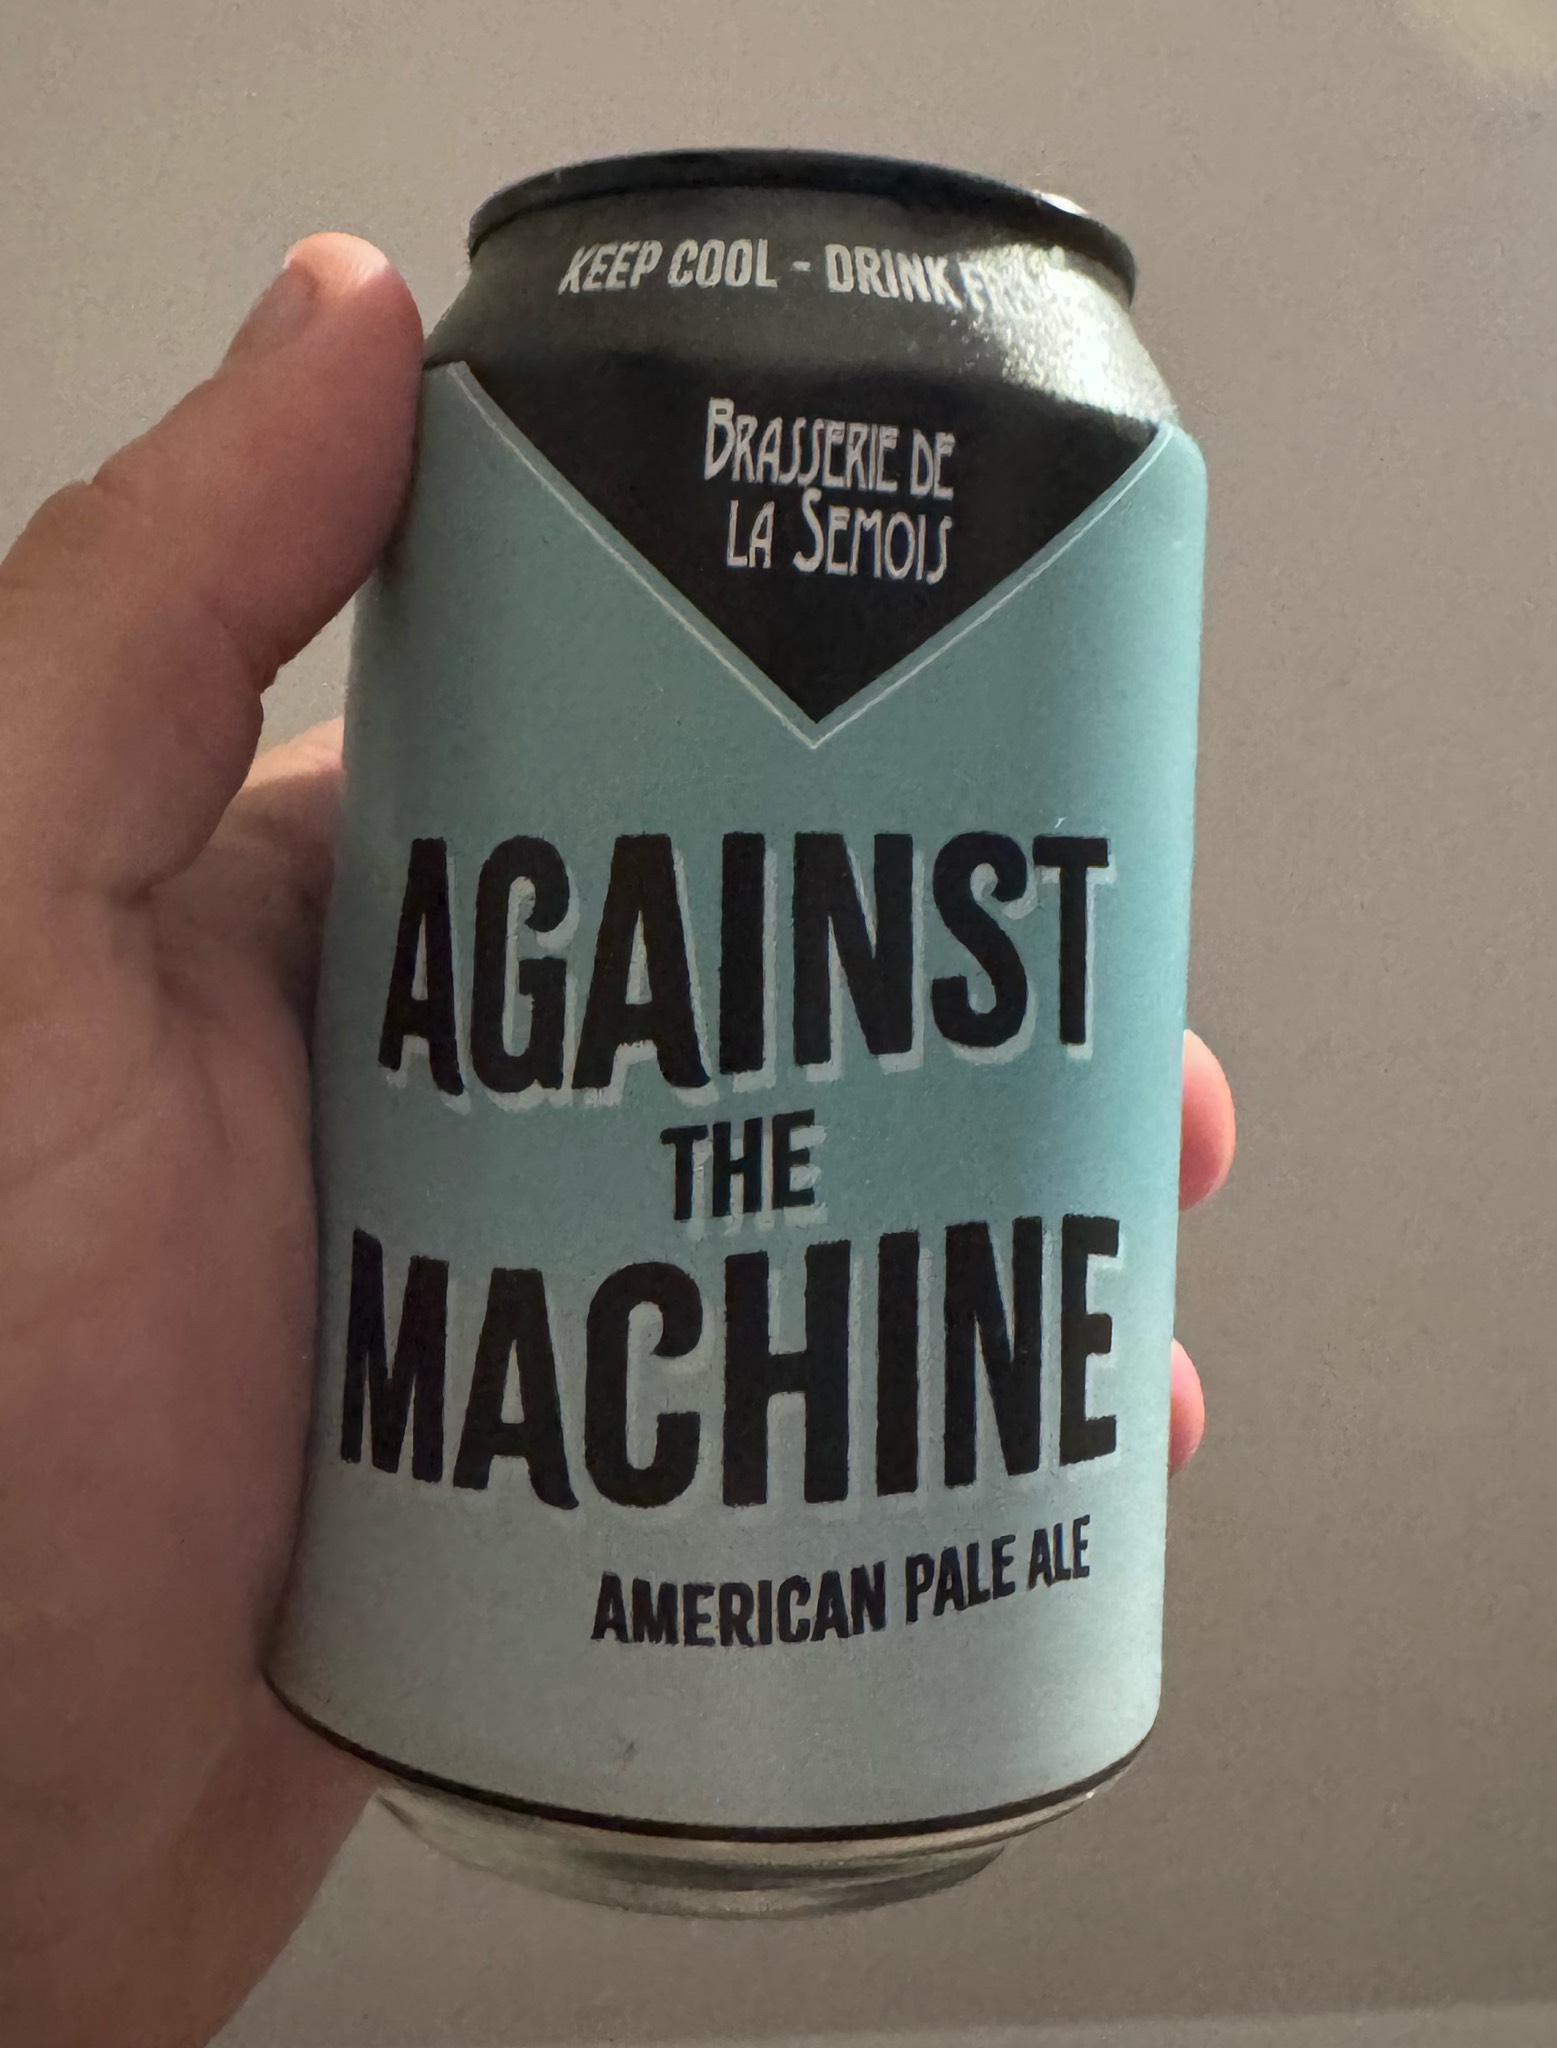 KEEP COOL - DRINK
BRASSERIE DE
LA SEMOIS
AGAINST
THE
MACHINE
AMERICAN PALE ALE